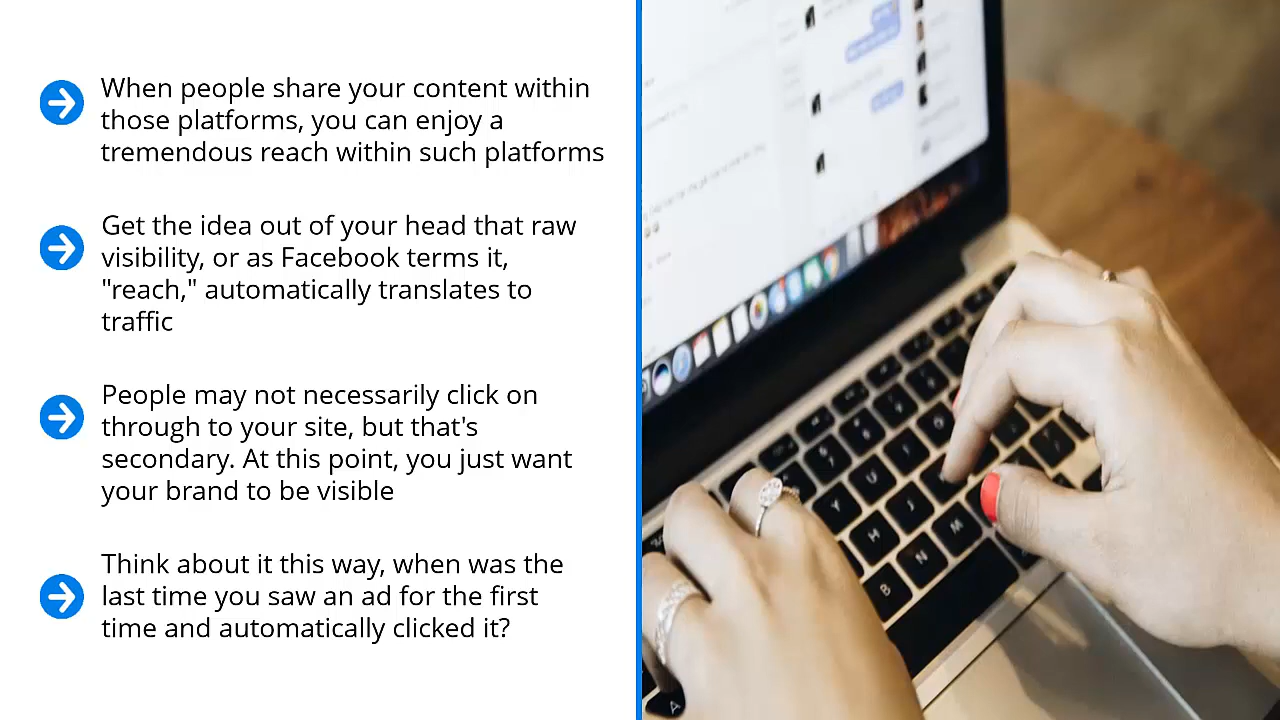 When people share your content within
those platforms, you can enjoy a
tremendous reach within such platforms
Get the idea out of your head that raw
visibility, or as Facebook terms it,
"reach," automatically translates to
traffic
People may not necessarily click on
through to your site, but that's
secondary. At this point, you just want
your brand to be visible
Think about it this way, when was the
last time you saw an ad for the first
time and automatically clicked it?
Y
U
H
J
B
N
M
A